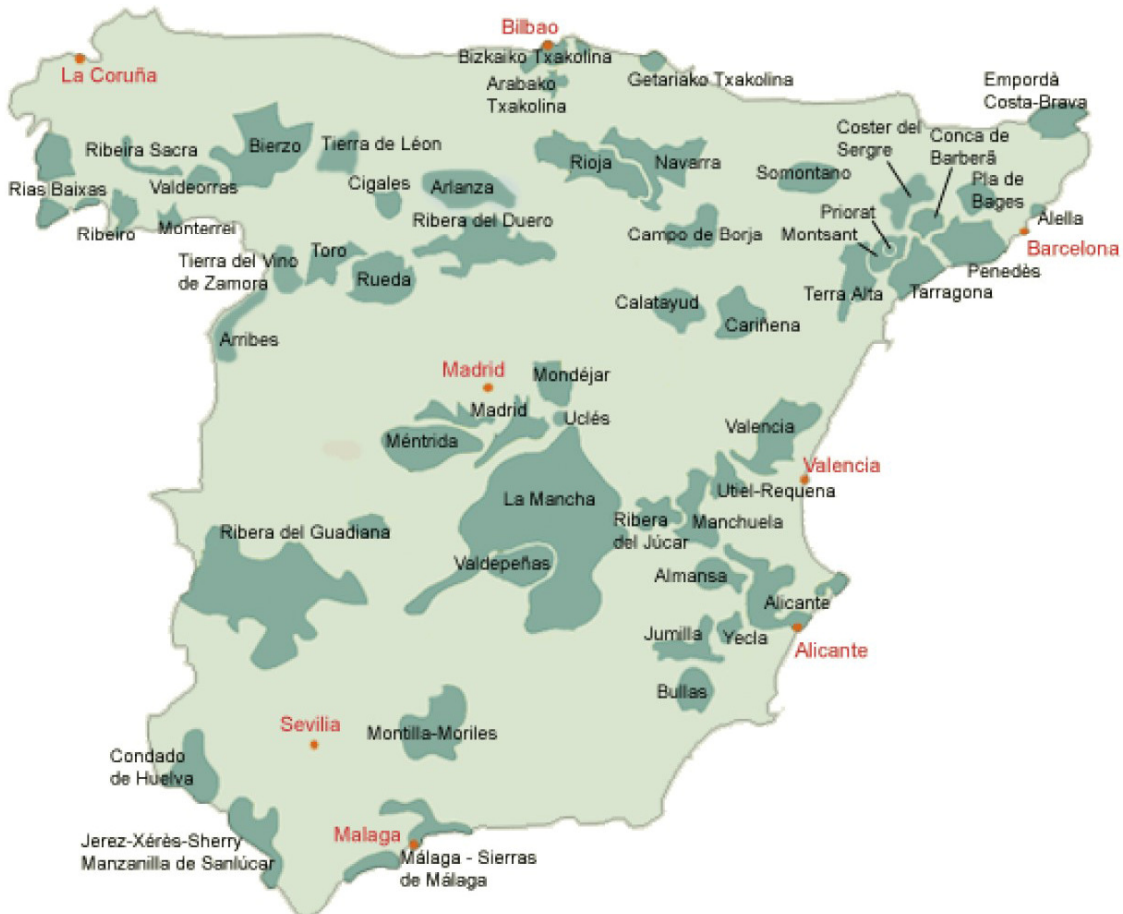 Bilbao
La Coruña
Bizkaiko Txakolina
Getariako Txakolina
Arabako
Txakolina
Empordà
Costa-Brava
Coster del
Sergre
Conca de
Barberã
Ribeira Sacra
Bierzo
Tierra de Léon
Rioja
Navarra
Somontano
Pla de
Bages
Rias Baixas
Valdeorras
Cigales
Arlanza
Priorat
Alella
Ribeiro
Monterrei
Ribera del Duero
Campo de Borja
Montsant
Barcelona
Tierra del Vino
de Zamora
Toro
Rueda
Penedès
Terra Alta
Tarragona
Calatayud
Cariñena
Arribes
Madrid
Mondéjar
Madrid
Uclés
Méntrida
Valencia
Valencia
La Mancha
Utiel-Requena
Ribera del Guadiana
Ribera
del Júcar
Manchuela
Valdepeñas
Almansa
Alicante
Jumilla
Yecla
Alicante
Bullas
Sevilia
Montilla-Moriles
Condado
de Huelva
Jerez-Xérès-Sherry
Manzanilla de Sanlúcar
Malaga
Málaga - Sierras
de Málaga